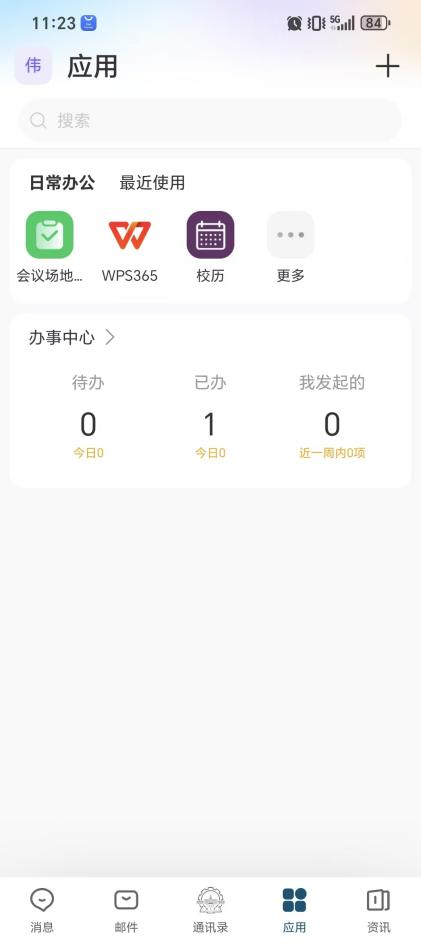 11:23
5G
84
伟 应用
搜索
日常办公 最近使用
会议场地... WPS365 校历 更多
办事中心
待办 已办 我发起的
0 1 0
今日0 今日0 近一周内0项
消息 邮件 通讯录 应用 资讯